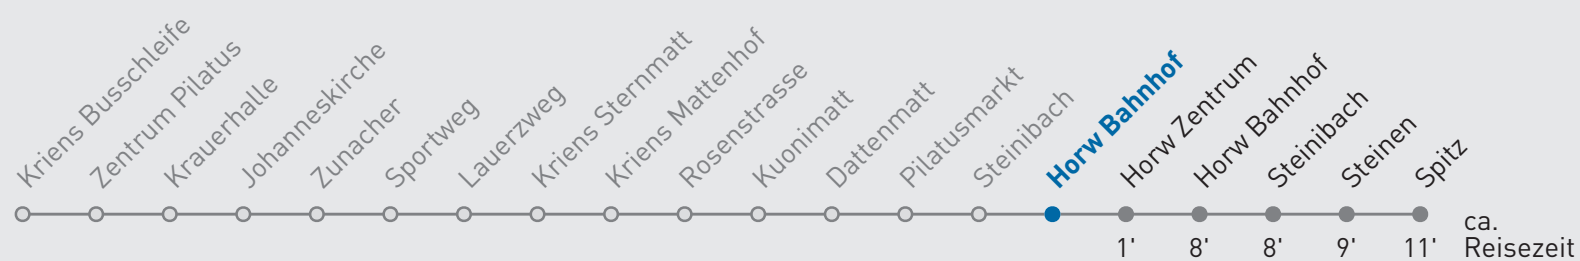 Kriens Busschleife
Zentrum Pilatus
Krauerhalle
Johanneskirche
Zunacher
Sportweg
Lauerzweg
Kriens Sternmatt
Kriens Mattenhof
Rosenstrasse
Kuonimatt
Dattenmatt
Pilatusmarkt
Steinibach
Horw Bahnhof
Horw Zentrum
Horw Bahnhof
Steinibach
Steinen
Spitz
1' 8' 8' 9' 11'
ca.
Reisezeit